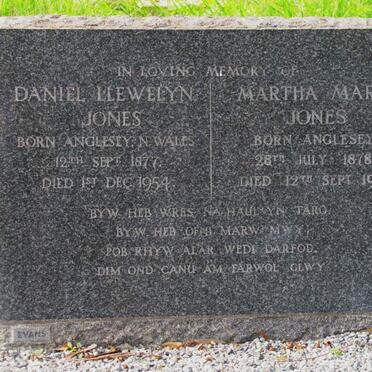 IN LOVING MEMORY OF
DANIEL LLEWELYN JONES
BORN ANGLESEY, N. WALES
12TH SEPT. 1877.
DIED 1ST DEC. 1954.
MARTHA MAR
JONES
BORN ANGLESEY
28TH JULY 1878
DIED 12TH SEPT. 19
BYW HEB WRES NA HAUL YN TARO,
BYW HEB OFNI MARW MWY,
POB RHYW ALAR WEDI DARFOD,
DIM OND CANU AM FARWOL GLWY
EVANS